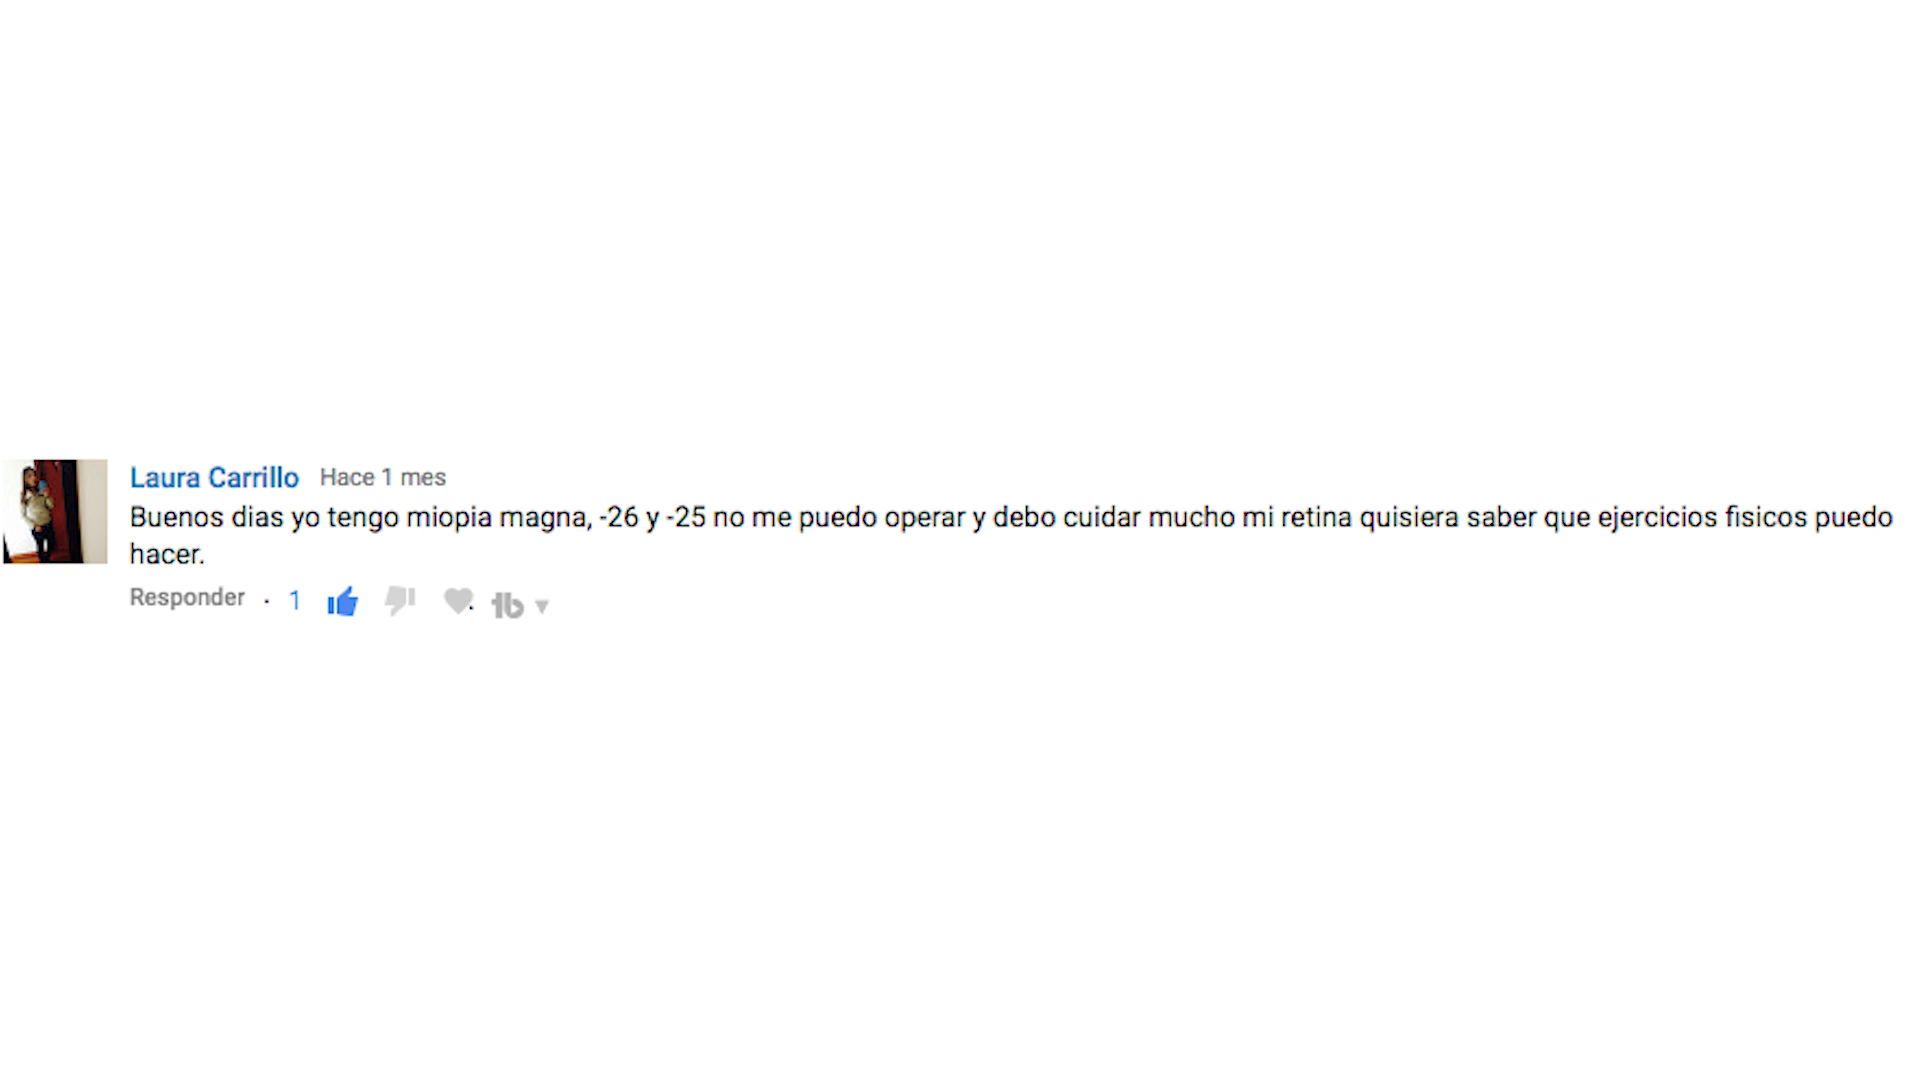 Laura Carrillo Hace 1 mes
Buenos dias yo tengo miopia magna, -26 y -25 no me puedo operar y debo cuidar mucho mi retina quisiera saber que ejercicios fisicos puedo
hacer.
Responder · 1